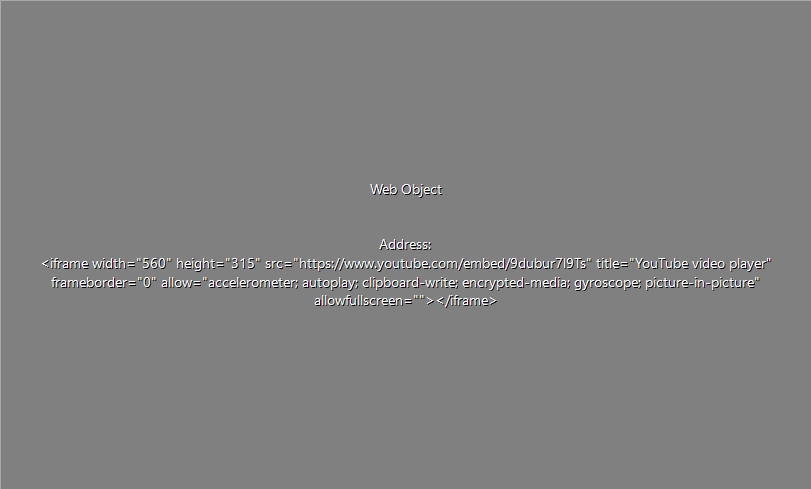 Web Object
Address:
<iframe width="560" height="315" src="https://www.youtube.com/embed/9dubur7I9Ts" title="YouTube video player"
frameborder="0" allow="accelerometer; autoplay; clipboard-write; encrypted-media; gyroscope; picture-in-picture"
allowfullscreen=""></iframe>